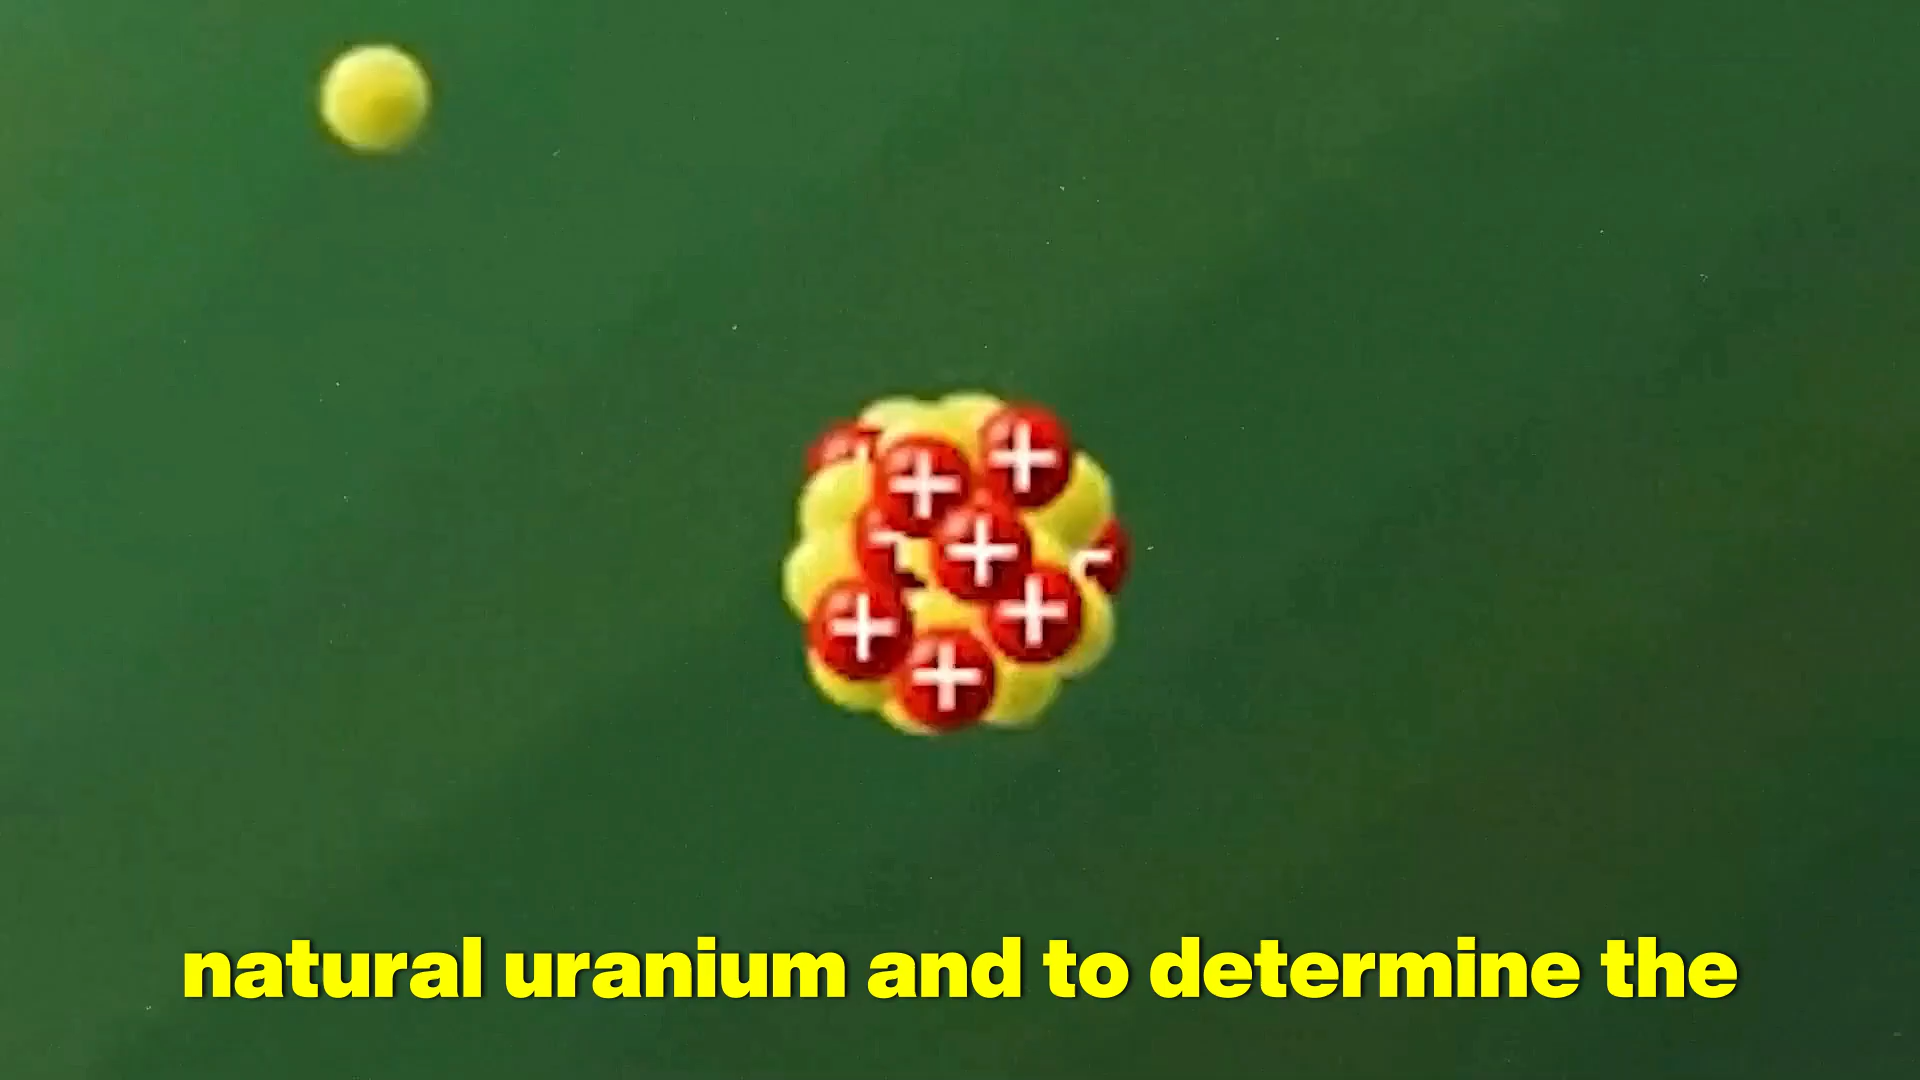 natural uranium and to determine the